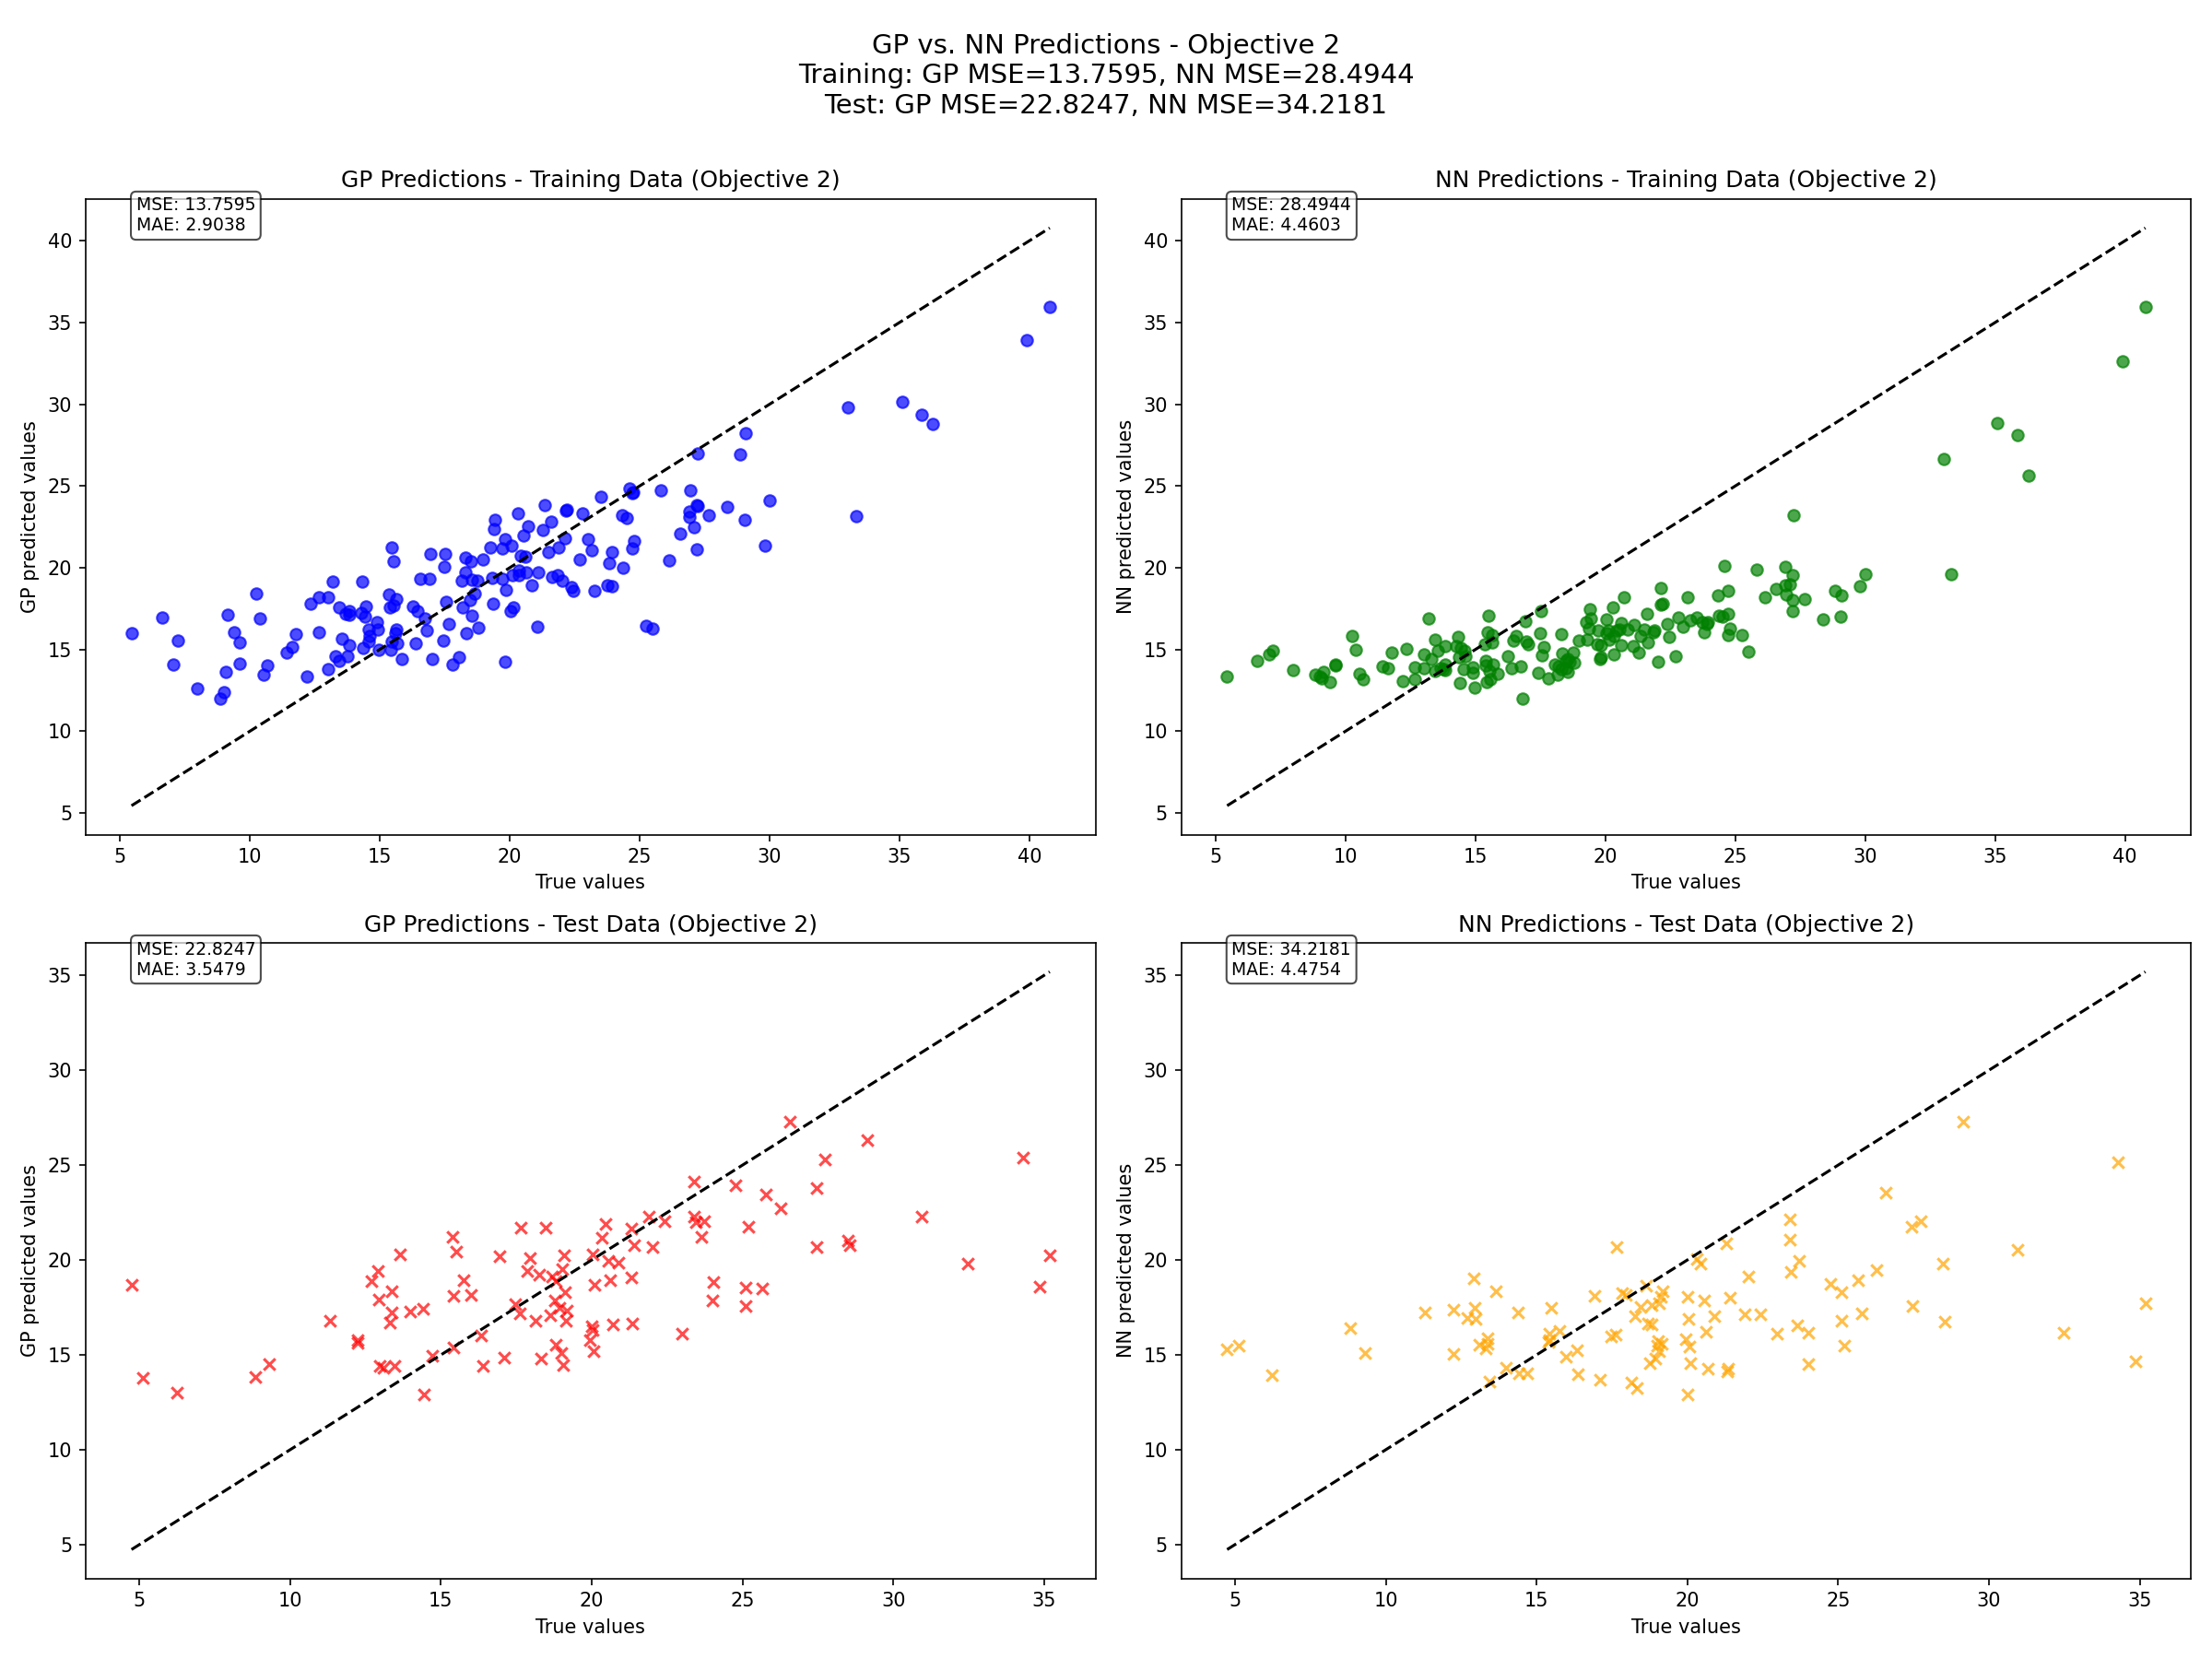 GP vs. NN Predictions - Objective 2
Training: GP MSE=13.7595, NN MSE=28.4944
Test: GP MSE=22.8247, NN MSE=34.2181
GP Predictions - Training Data (Objective 2)
MSE: 13.7595
MAE: 2.9038
GP predicted values
40
35
30
25
20
15
10
5
5 10 15 20 25 30 35 40
True values
NN Predictions - Training Data (Objective 2)
MSE: 28.4944
MAE: 4.4603
NN predicted values
40
35
30
25
20
15
10
5
5 10 15 20 25 30 35 40
True values
GP Predictions - Test Data (Objective 2)
MSE: 22.8247
MAE: 3.5479
GP predicted values
35
30
25
20
15
10
5
5 10 15 20 25 30 35
True values
NN Predictions - Test Data (Objective 2)
MSE: 34.2181
MAE: 4.4754
NN predicted values
35
30
25
20
15
10
5
5 10 15 20 25 30 35
True values